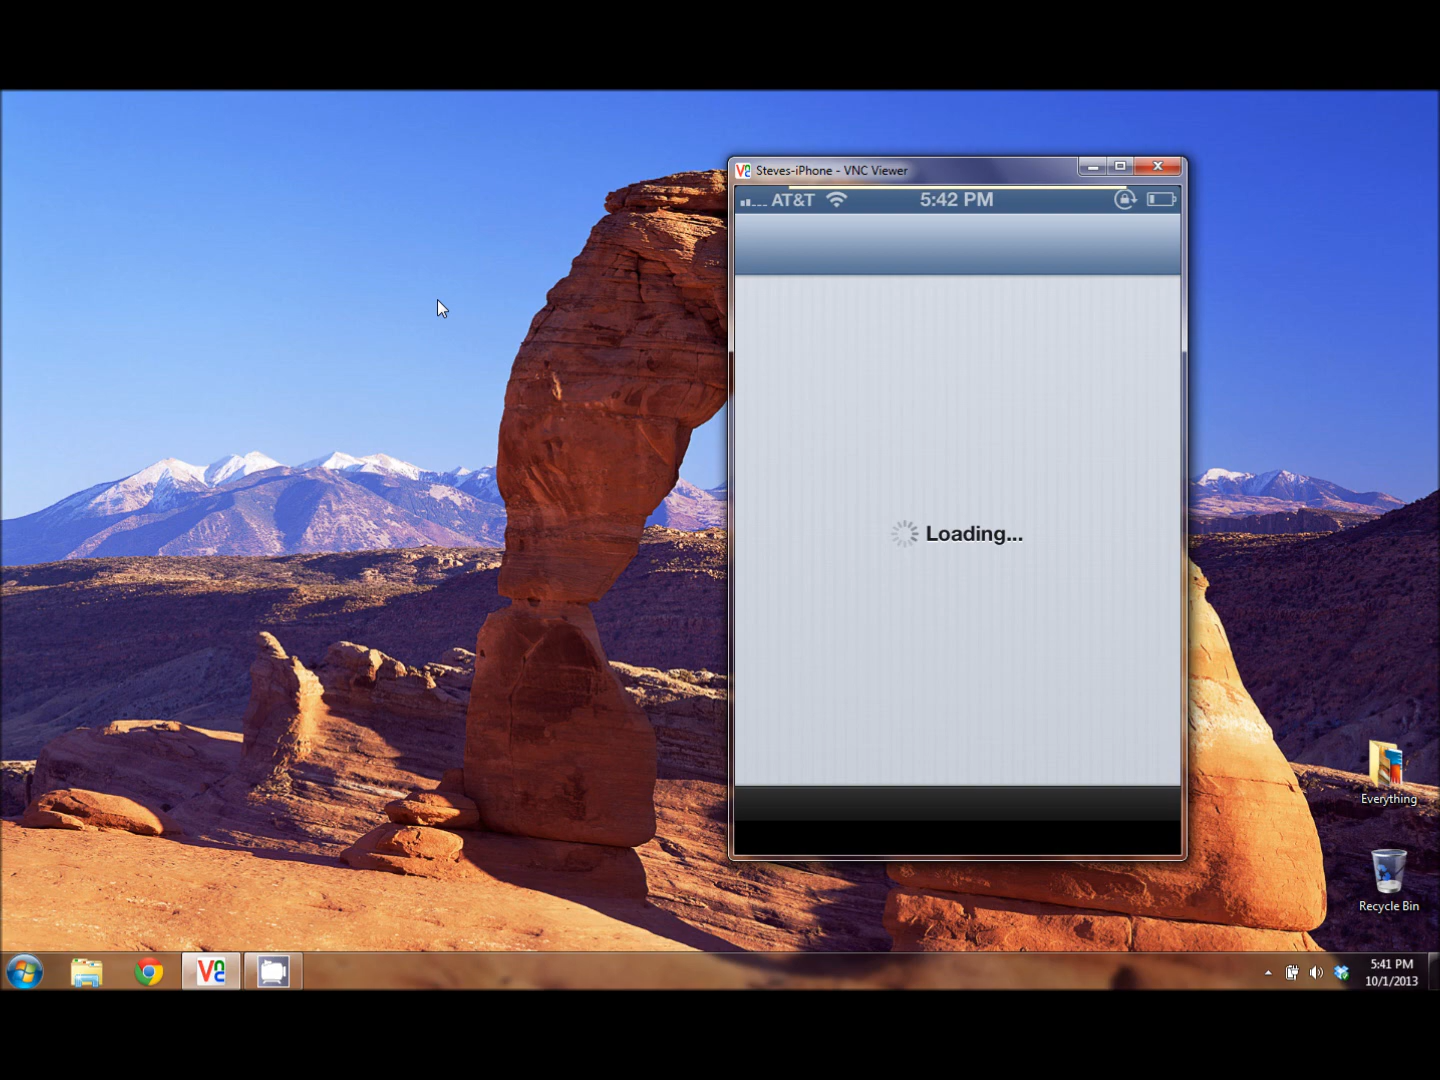 Steves-iPhone - VNC Viewer
AT&T 5:42 PM
Loading...
Everything
Recycle Bin
5:41 PM
10/1/2013